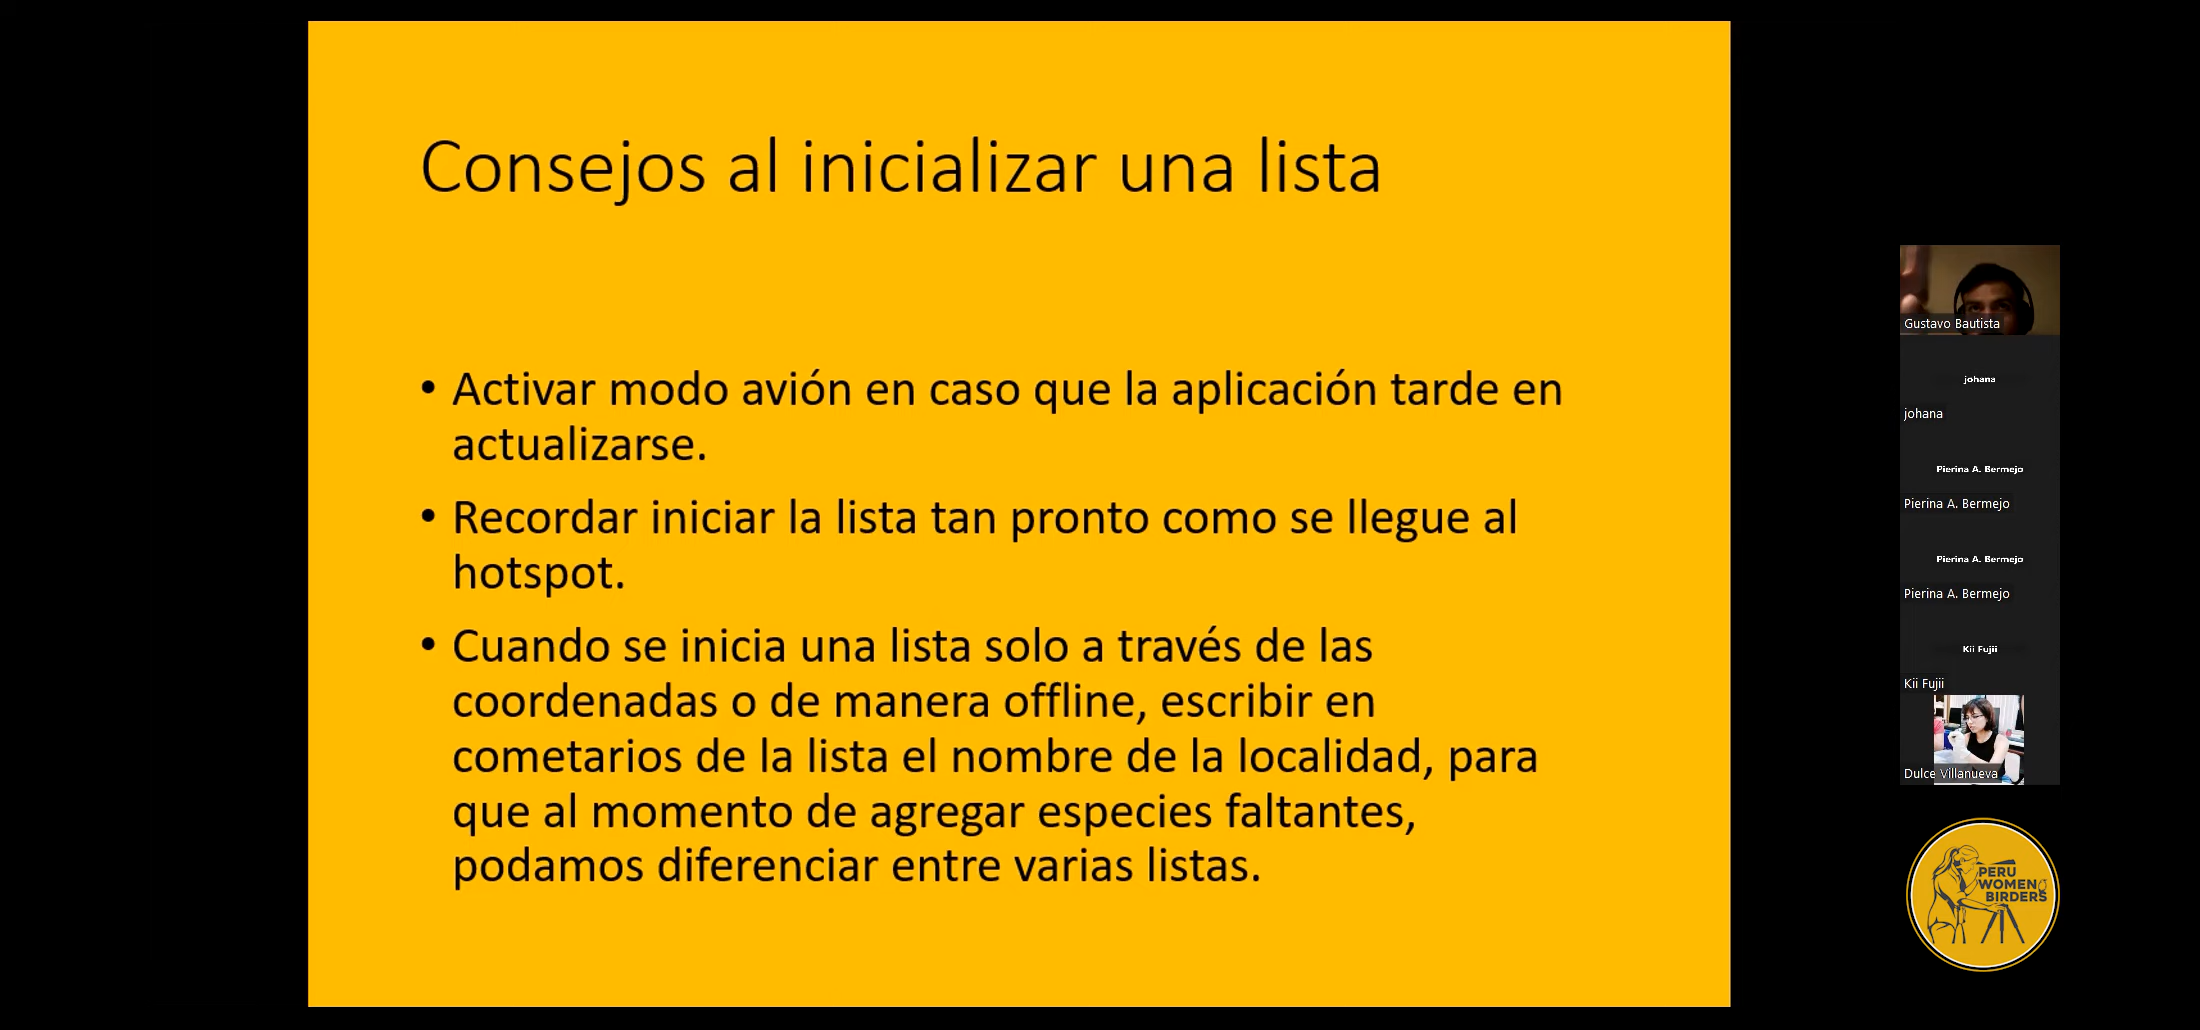 Consejos al inicializar una lista
• Activar modo avión en caso que la aplicación tarde en
actualizarse.
• Recordar iniciar la lista tan pronto como se llegue al
hotspot.
• Cuando se inicia una lista solo a través de las
coordenadas o de manera offline, escribir en
cometarios de la lista el nombre de la localidad, para
que al momento de agregar especies faltantes,
podamos diferenciar entre varias listas.
Gustavo Bautista
johana
johana
Pierina A. Bermejo
Pierina A. Bermejo
Pierina A. Bermejo
Pierina A. Bermejo
Kii Fujii
Kii Fujii
Dulce Villanueva
PERU
WOMEN
BIRDERS